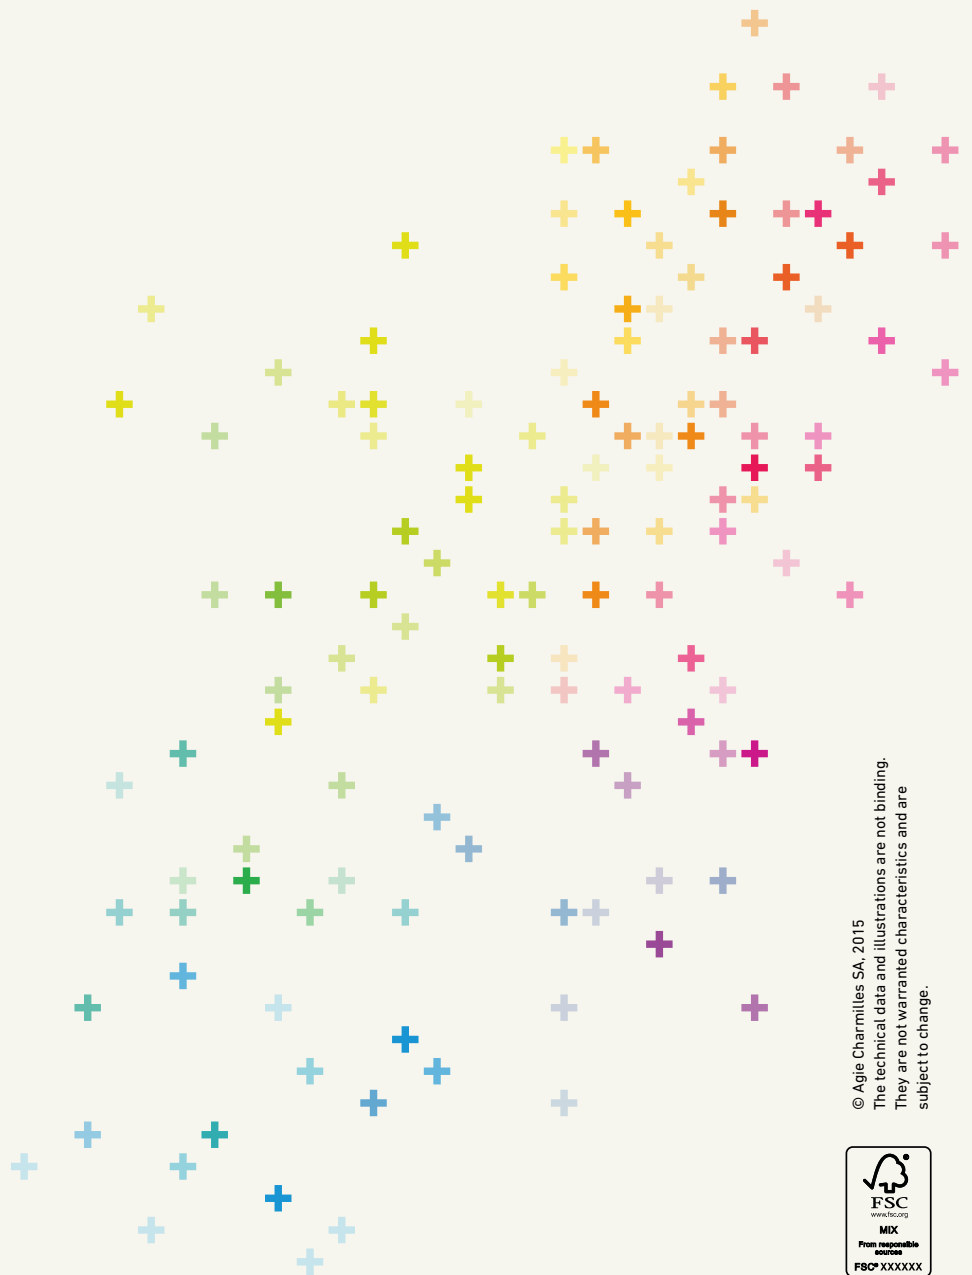 © Agie Charmilles SA, 2015
The technical data and illustrations are not binding.
They are not warranted characteristics and are
subject to change.
FSC
www.fsc.org
MIX
From responsible
sources
FSC® XXXXXX